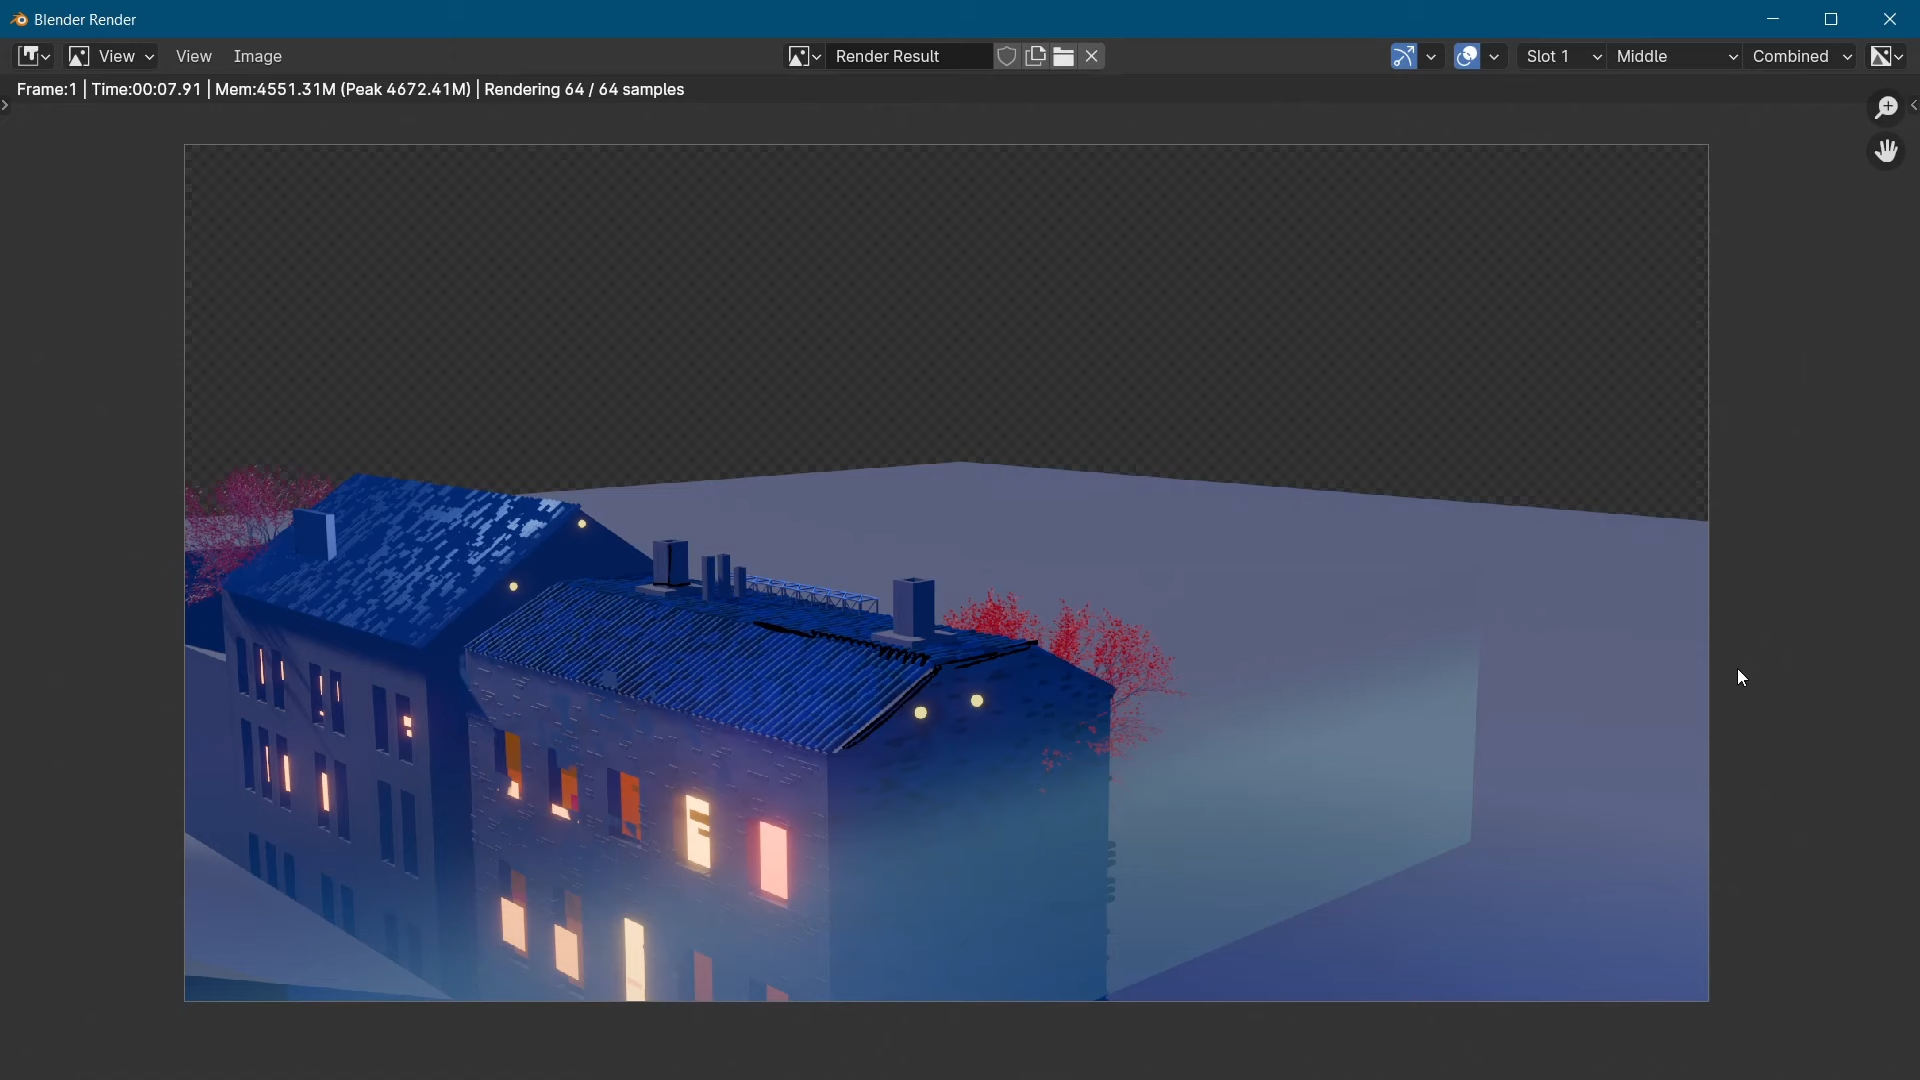 Blender Render
View View Image Render Result Slot 1 Middle Combined
Frame:1 | Time:00:07.91 | Mem:4551.31M (Peak 4672.41M) | Rendering 64 / 64 samples